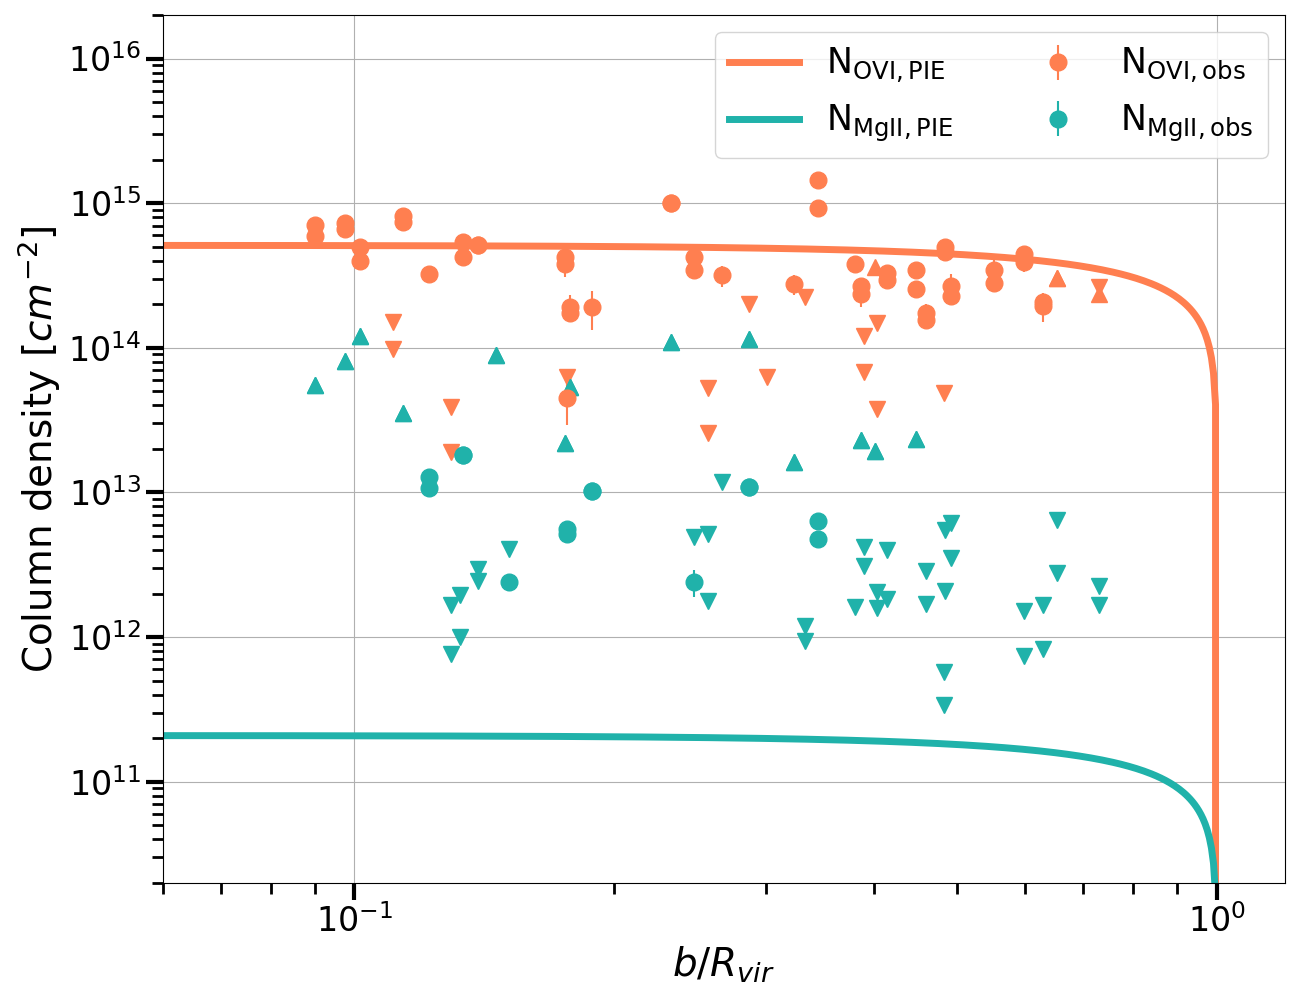 10^16
10^15
10^14
10^13
10^12
10^11
Column density [cm^−2]
N_OVI, PIE
N_MgII, PIE
N_OVI, obs
N_MgII, obs
10^−1
10^0
b/R_vir